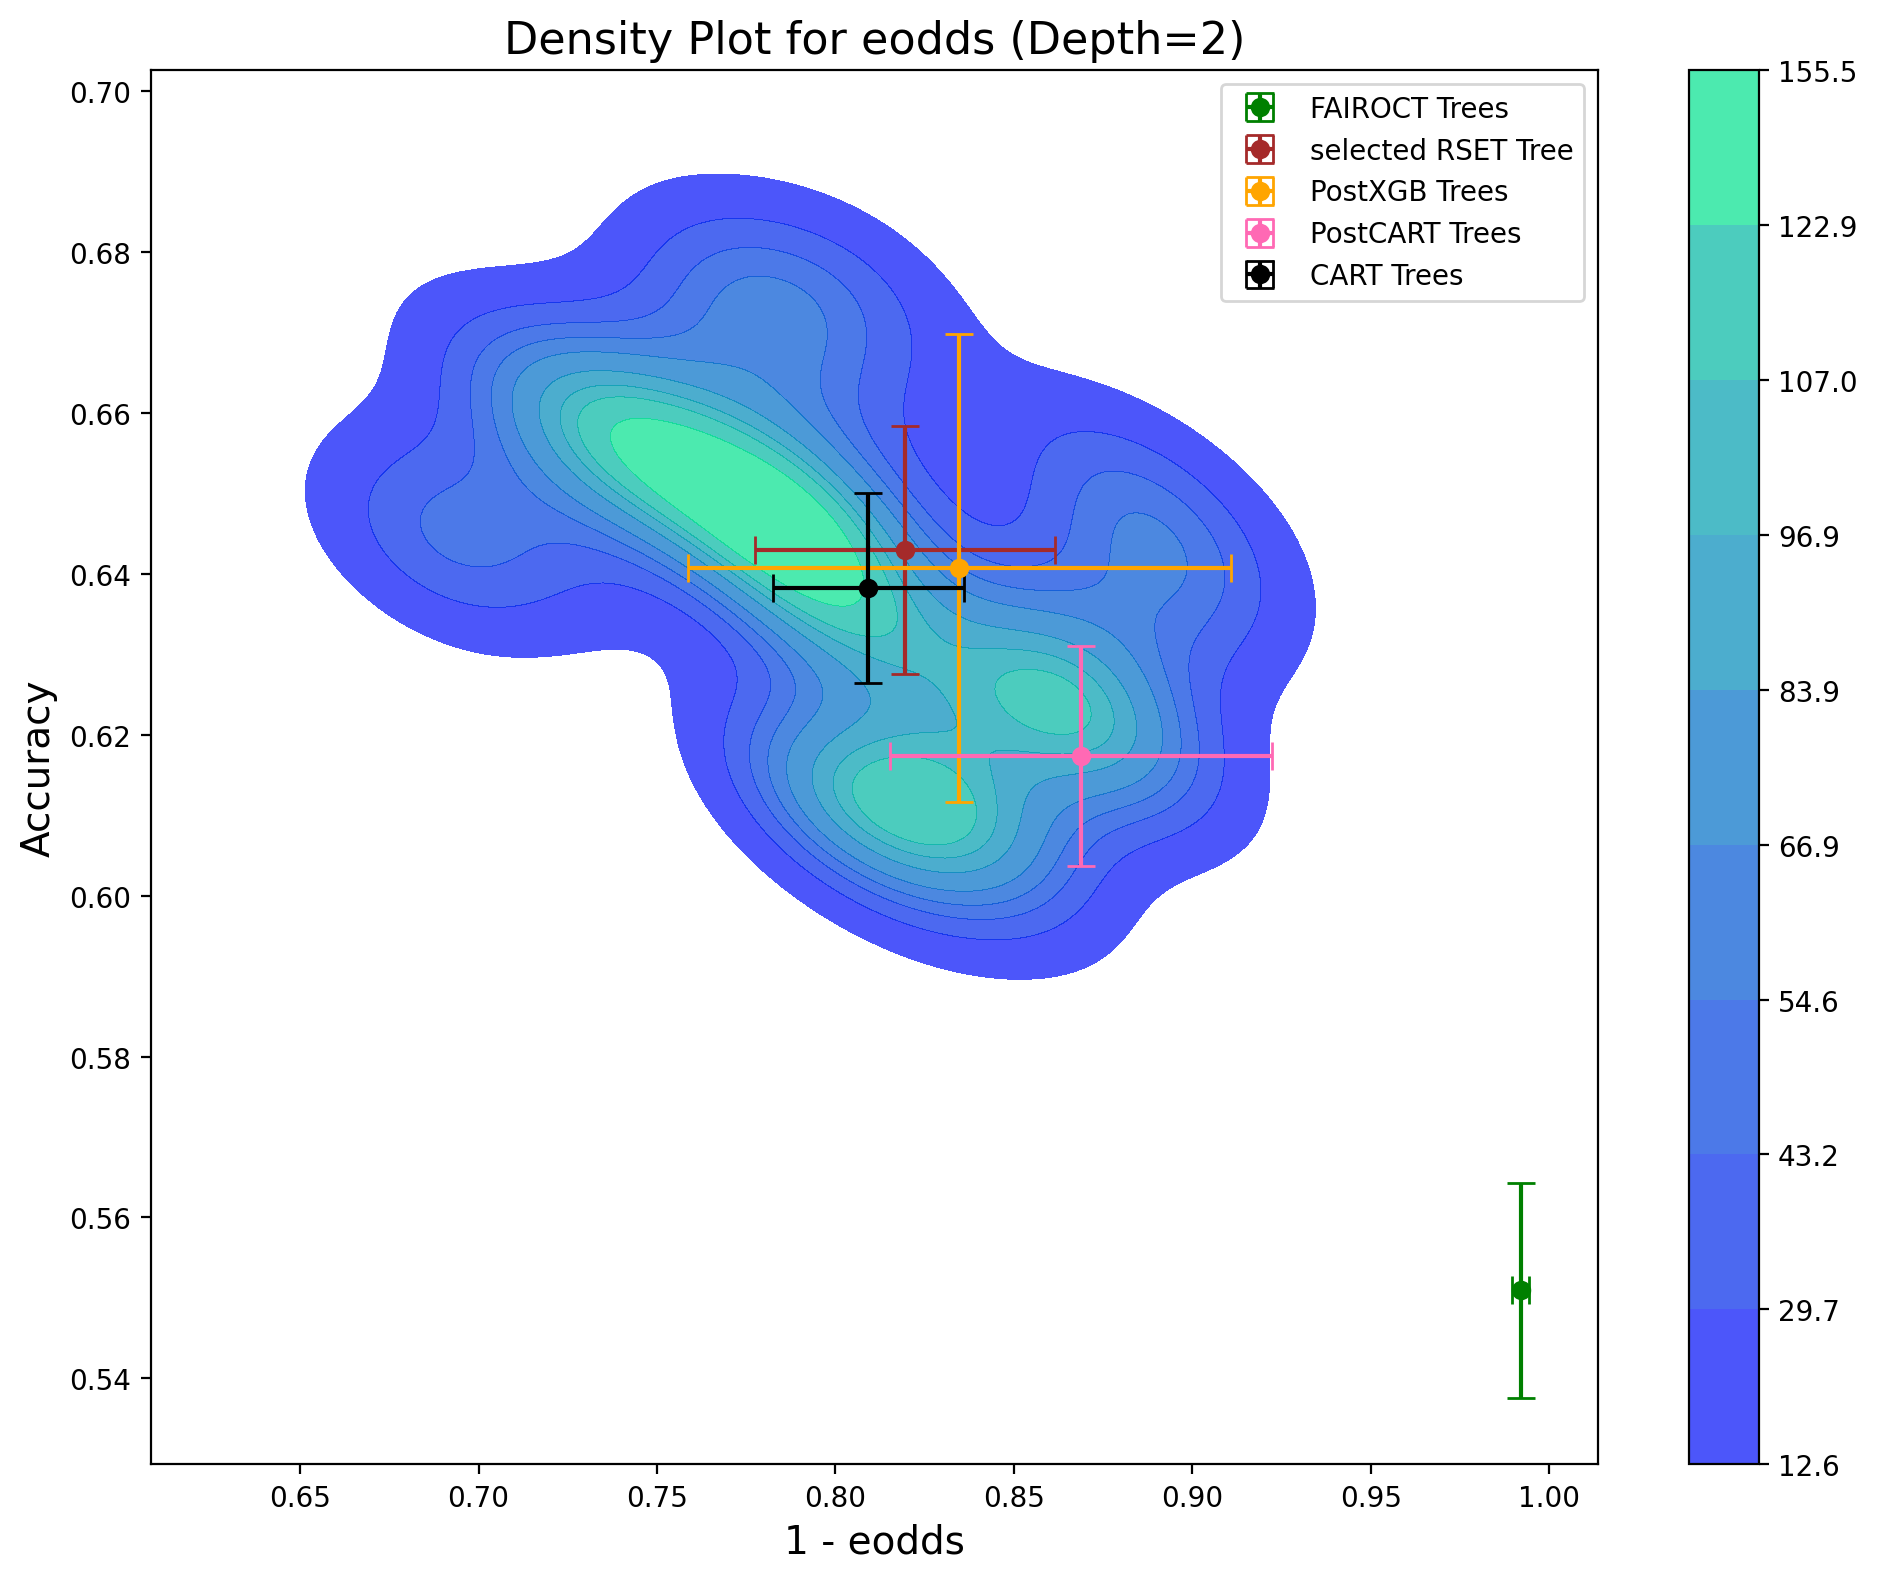 Density Plot for eodds (Depth=2)
FAIROCT Trees
selected RSET Tree
PostXGB Trees
PostCART Trees
CART Trees
Accuracy
0.70
0.68
0.66
0.64
0.62
0.60
0.58
0.56
0.54
0.65 0.70 0.75 0.80 0.85 0.90 0.95 1.00
1 - eodds
155.5
122.9
107.0
96.9
83.9
66.9
54.6
43.2
29.7
12.6